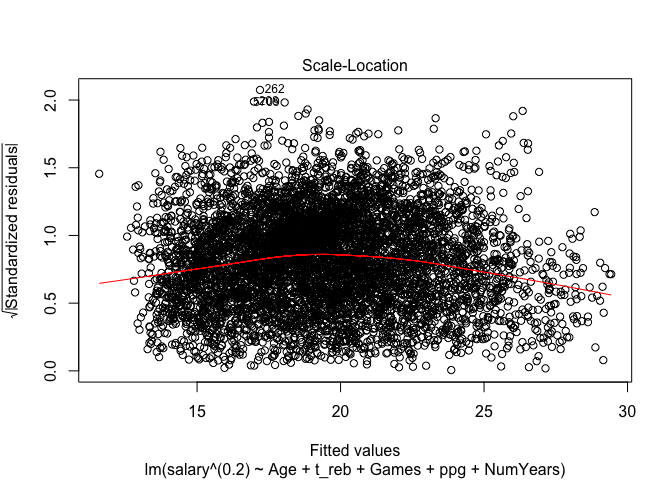 Scale-Location
262
√|Standardized residuals|
0.0 0.5 1.0 1.5 2.0
15 20 25 30
Fitted values
lm(salary^(0.2) ~ Age + t_reb + Games + ppg + NumYears)